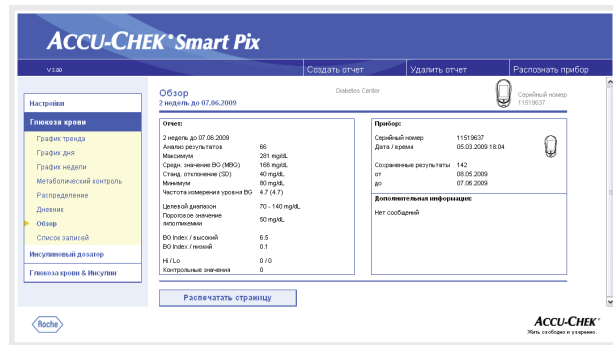 ACCU-CHEK® Smart Pix
V 3.00
Создать отчет Удалить отчет Распознать прибор
Обзор
2 недель до 07.06.2009
Diabetes Center
Серийный номер
11519637
Настройки
Глюкоза крови
График тренда
График дня
График недели
Метаболический контроль
Распределение
Дневник
Обзор
Список записей
Инсулиновый дозатор
Глюкоза крови & Инсулин
Отчет:
2 недель до 07.06.2009
Анализ результатов 66
Максимум 281 mg/dL
Средн. значение BG (MBG) 168 mg/dL
Станд. отклонение (SD) 40 mg/dL
Минимум 80 mg/dL
Частота измерения уровня BG 4.7 (4.7)
Целевой диапазон 70 - 140 mg/dL
Пороговое значение
гипогликемии 50 mg/dL
BG Index / высокий 6.5
BG Index / низкий 0.1
Hi / Lo 0 / 0
Контрольные значения 0
Прибор:
Серийный номер 11519637
Дата / время 05.03.2009 18:04
Сохраненные результаты 142
от 08.05.2009
до 07.06.2009
Дополнительная информация:
Нет сообщений
Распечатать страницу
Roche
ACCU-CHEK®
Жить свободно и уверенно.